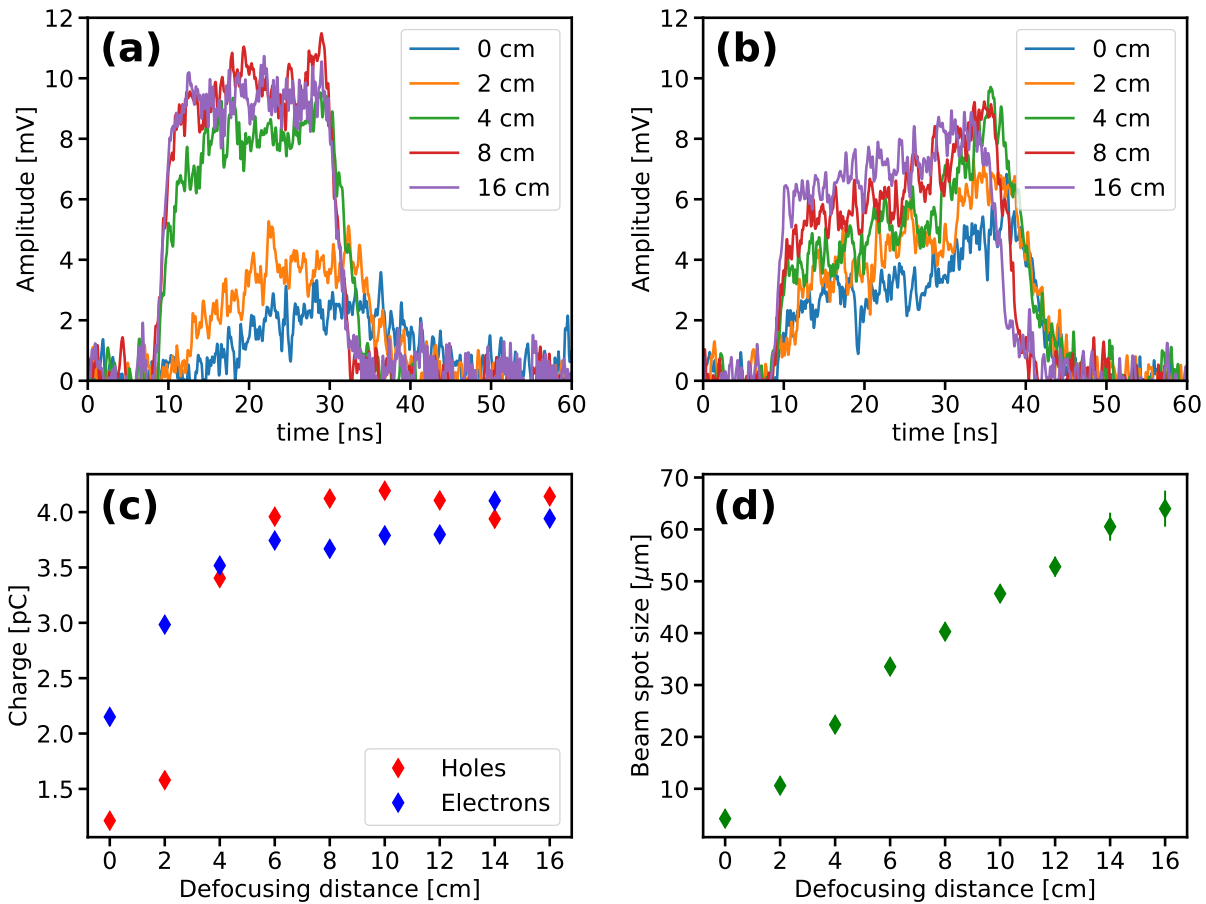 (a)
0 cm
2 cm
4 cm
8 cm
16 cm
Amplitude [mV]
12
10
8
6
4
2
0
0 10 20 30 40 50 60
time [ns]
(b)
0 cm
2 cm
4 cm
8 cm
16 cm
Amplitude [mV]
12
10
8
6
4
2
0
0 10 20 30 40 50 60
time [ns]
(c)
Holes
Electrons
Charge [pC]
4.0
3.5
3.0
2.5
2.0
1.5
0 2 4 6 8 10 12 14 16
Defocusing distance [cm]
(d)
Beam spot size [μm]
70
60
50
40
30
20
10
0 2 4 6 8 10 12 14 16
Defocusing distance [cm]